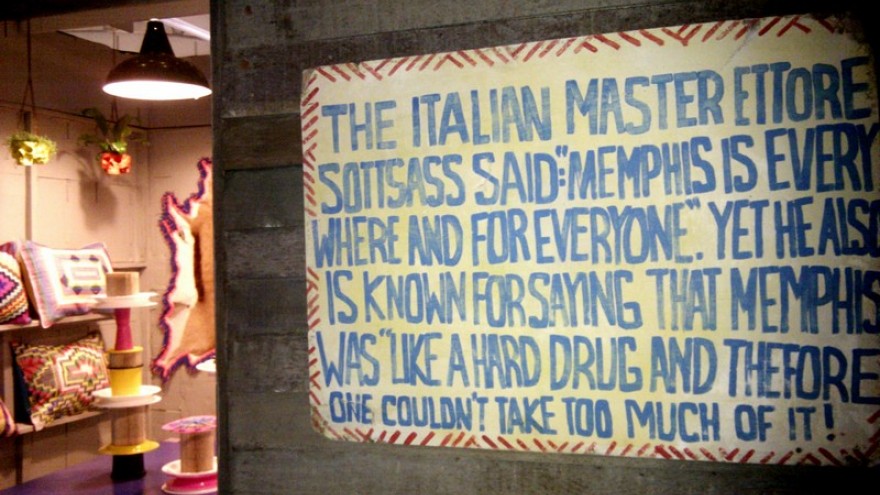 THE ITALIAN MASTER ETTORE
SOTTSASS SAID:"MEMPHIS IS EVERY
WHERE AND FOR EVERYONE". YET HE ALSO
IS KNOWN FOR SAYING THAT MEMPHIS
WAS "LIKE A HARD DRUG AND THEFORE
ONE COULDN'T TAKE TOO MUCH OF IT!